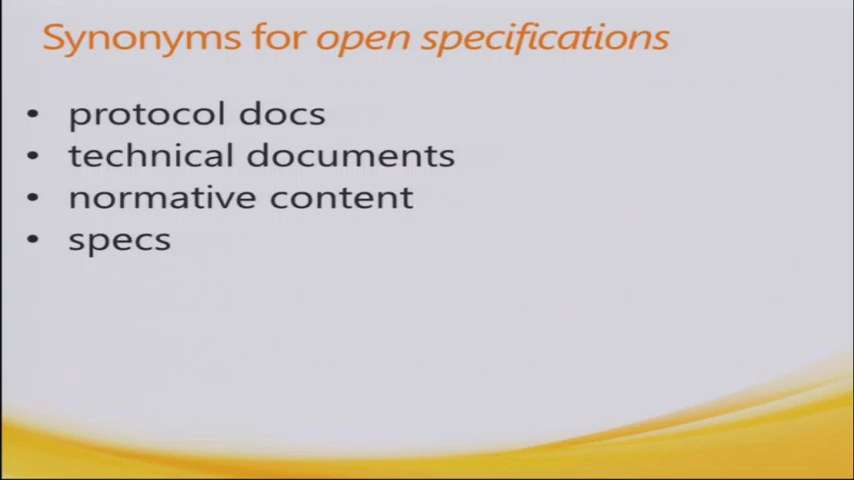 Synonyms for open specifications
• protocol docs
• technical documents
• normative content
• specs